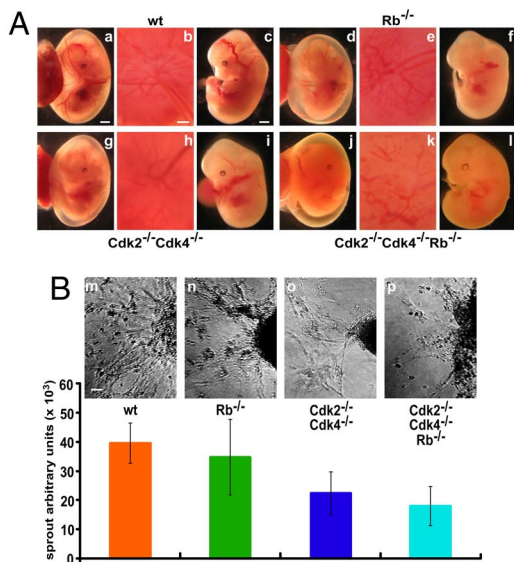 A
wt
Rb-/-
a
b
c
d
e
f
g
h
i
j
k
l
Cdk2-/-Cdk4-/-
Cdk2-/-Cdk4-/-Rb-/-
B
m
n
o
p
sprout arbitrary units (x 10³)
60
50
40
30
20
10
0
wt
Rb-/-
Cdk2-/-
Cdk4-/-
Cdk2-/-
Cdk4-/-
Rb-/-